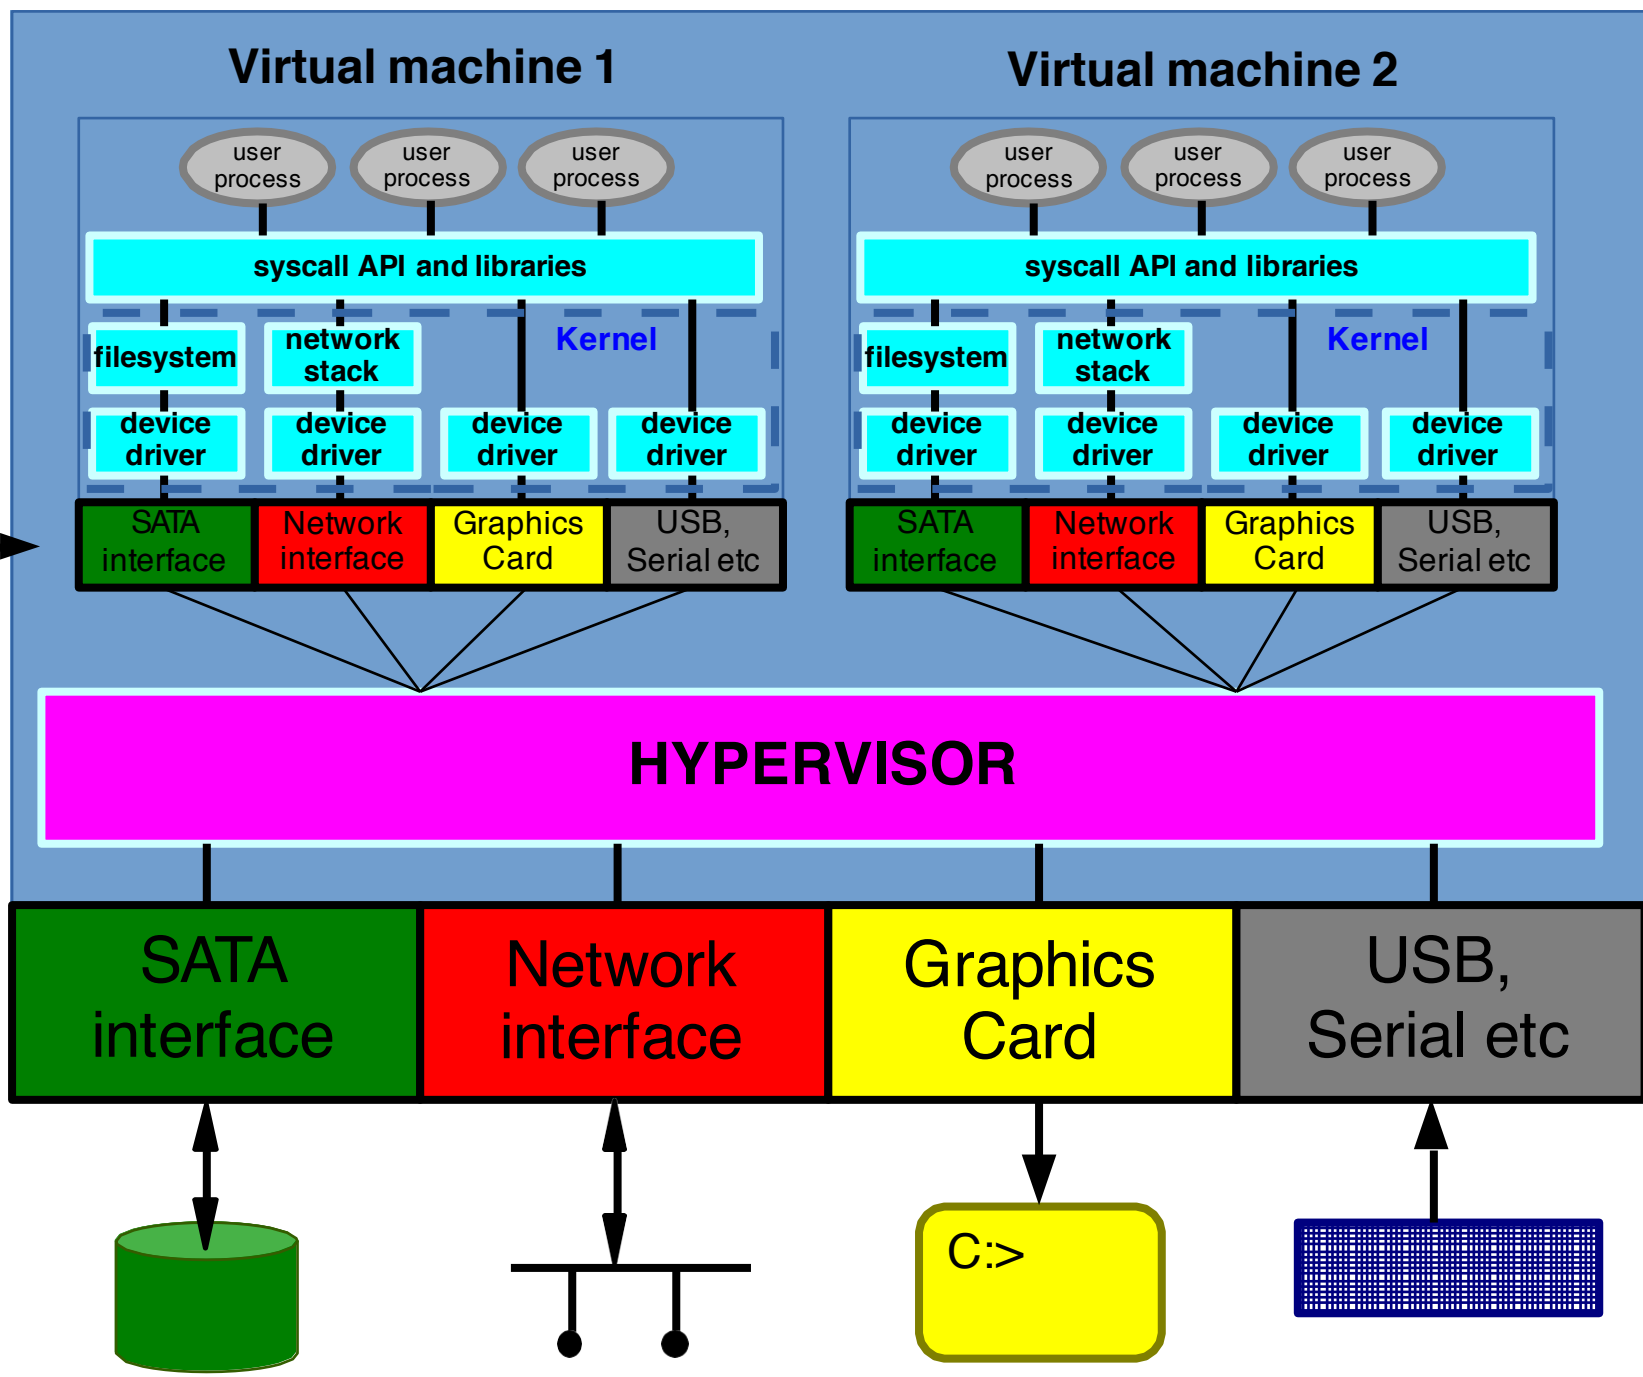 Virtual machine 1
Virtual machine 2
user
process
user
process
user
process
user
process
user
process
user
process
syscall API and libraries
syscall API and libraries
Kernel
Kernel
filesystem
network
stack
filesystem
network
stack
device
driver
device
driver
device
driver
device
driver
device
driver
device
driver
device
driver
device
driver
SATA
interface
Network
interface
Graphics
Card
USB,
Serial etc
SATA
interface
Network
interface
Graphics
Card
USB,
Serial etc
HYPERVISOR
SATA
interface
Network
interface
Graphics
Card
USB,
Serial etc
C:>